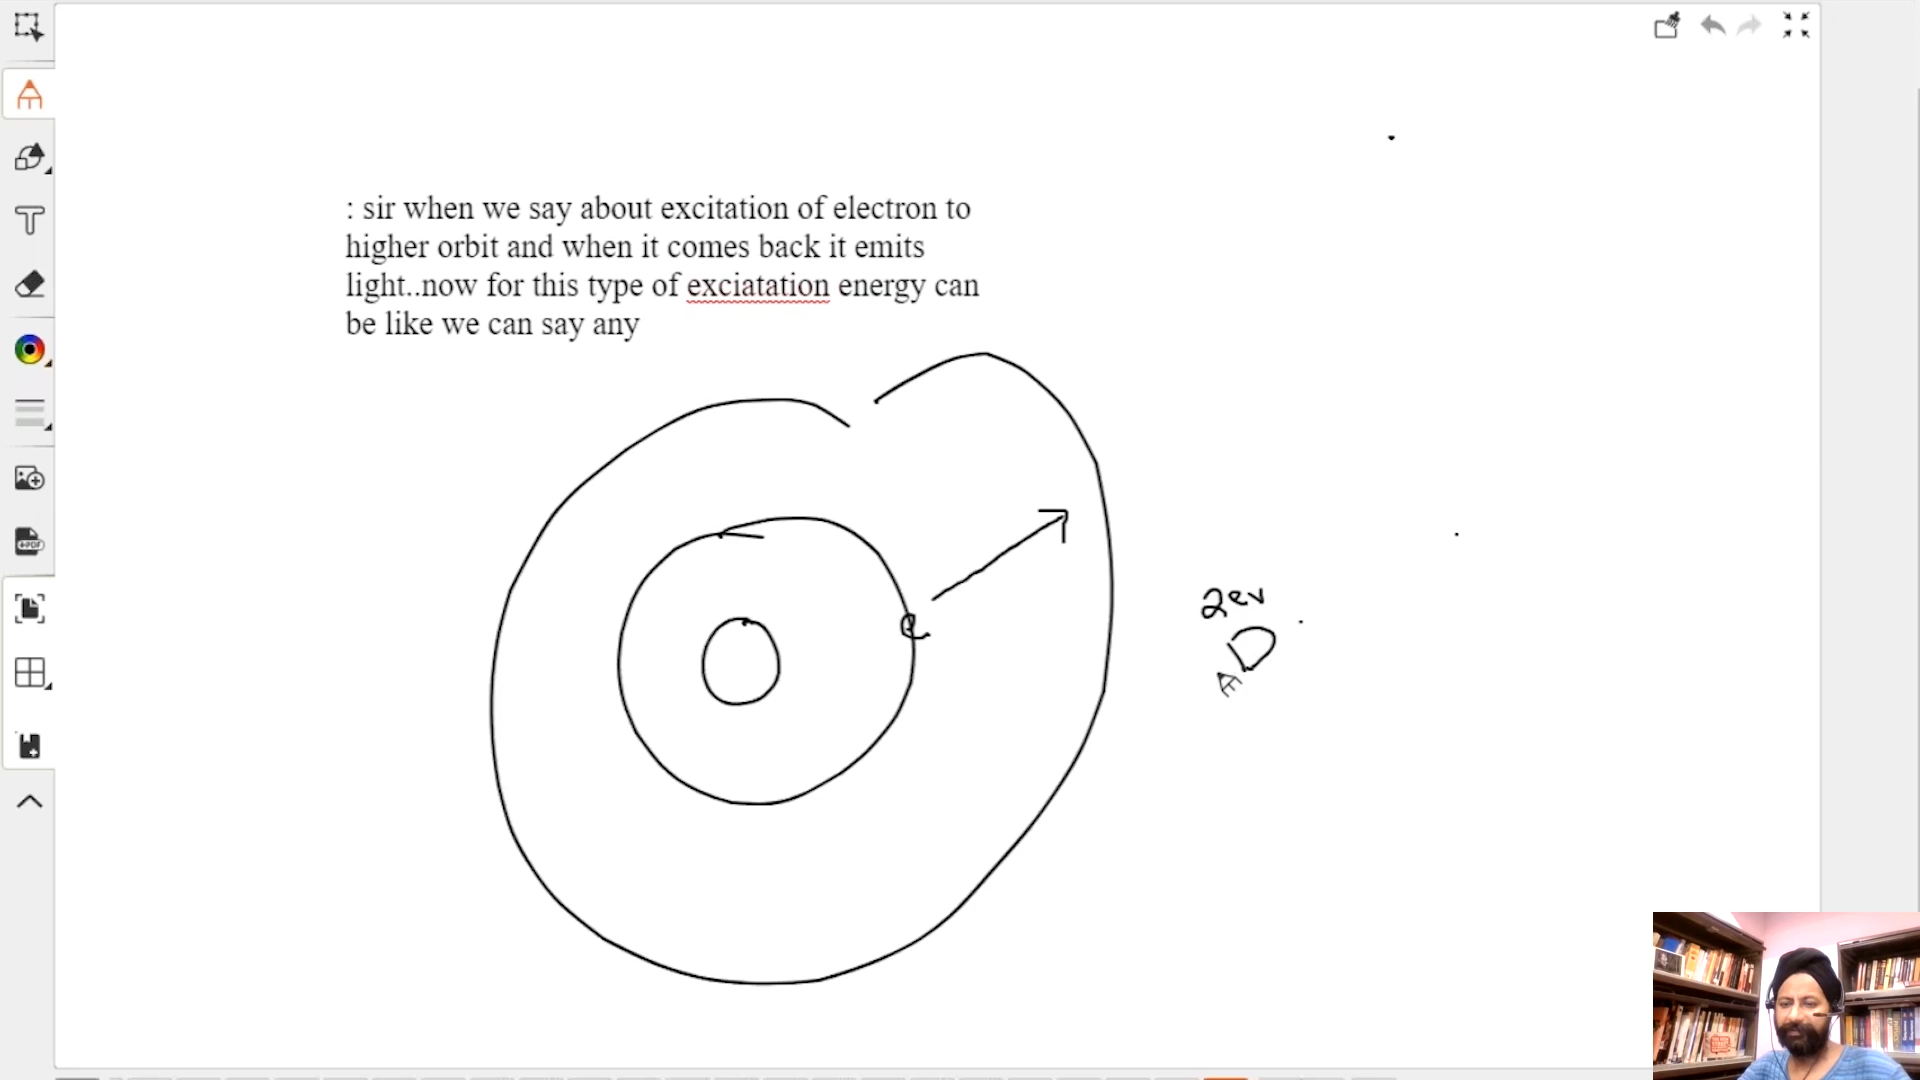 : sir when we say about excitation of electron to
higher orbit and when it comes back it emits
light..now for this type of exciatation energy can
be like we can say any
e
2ev